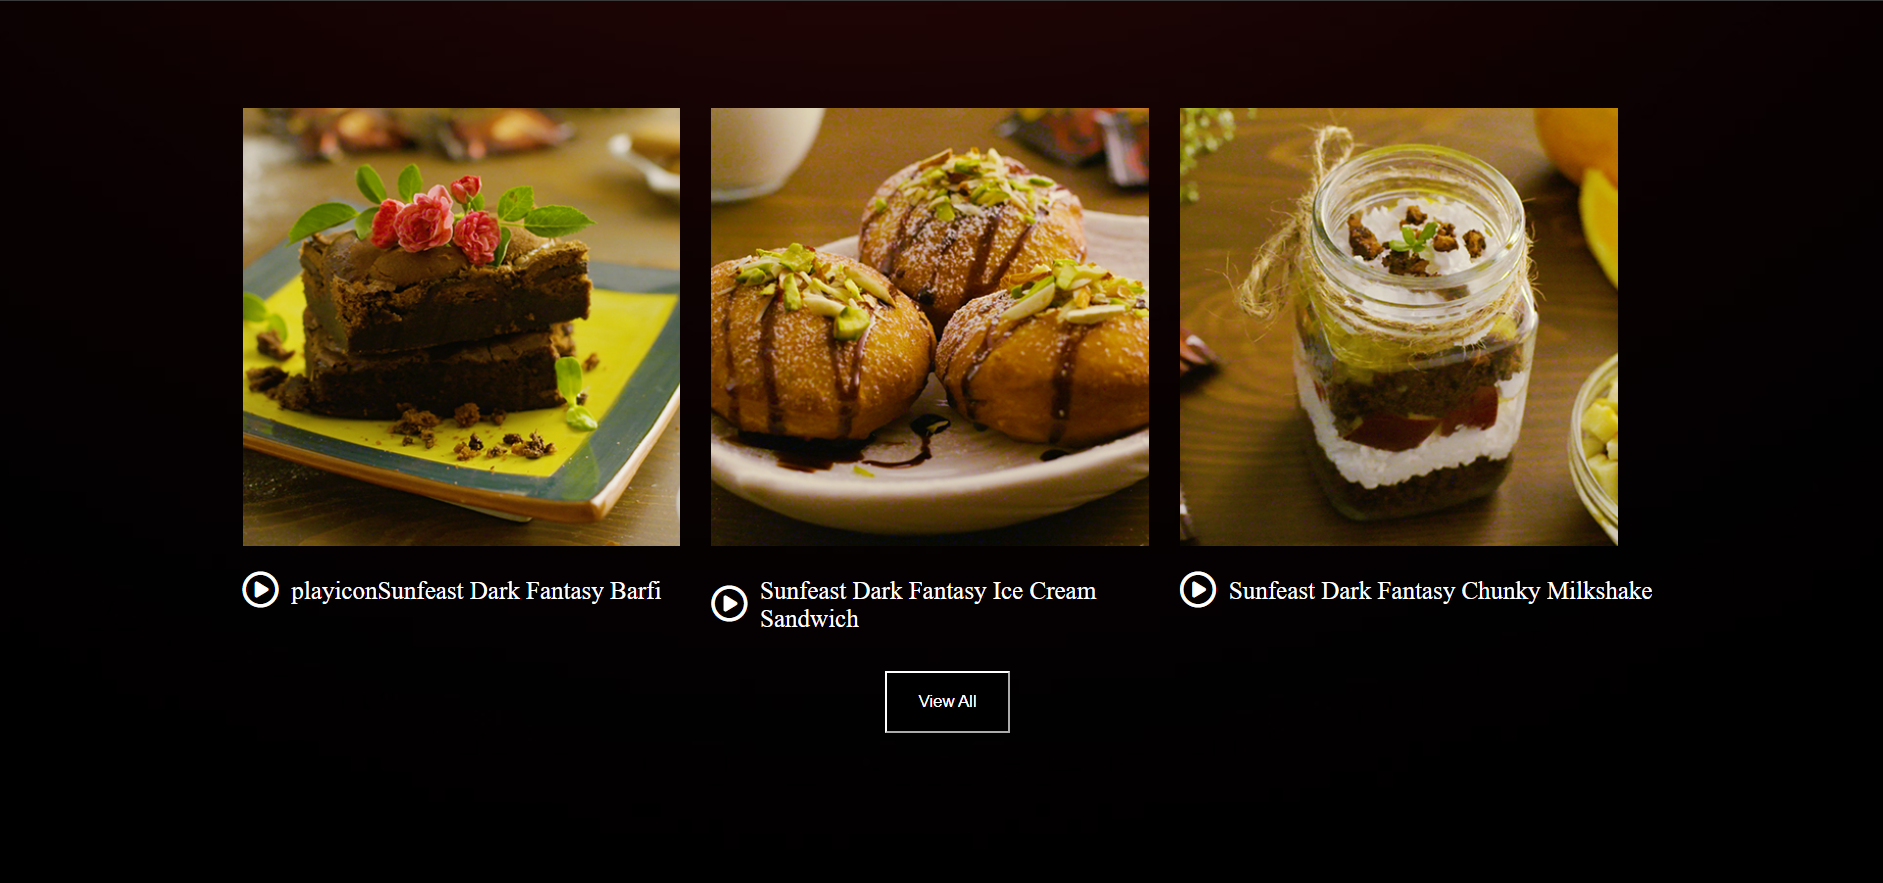 playiconSunfeast Dark Fantasy Barfi
Sunfeast Dark Fantasy Ice Cream
Sandwich
Sunfeast Dark Fantasy Chunky Milkshake
View All